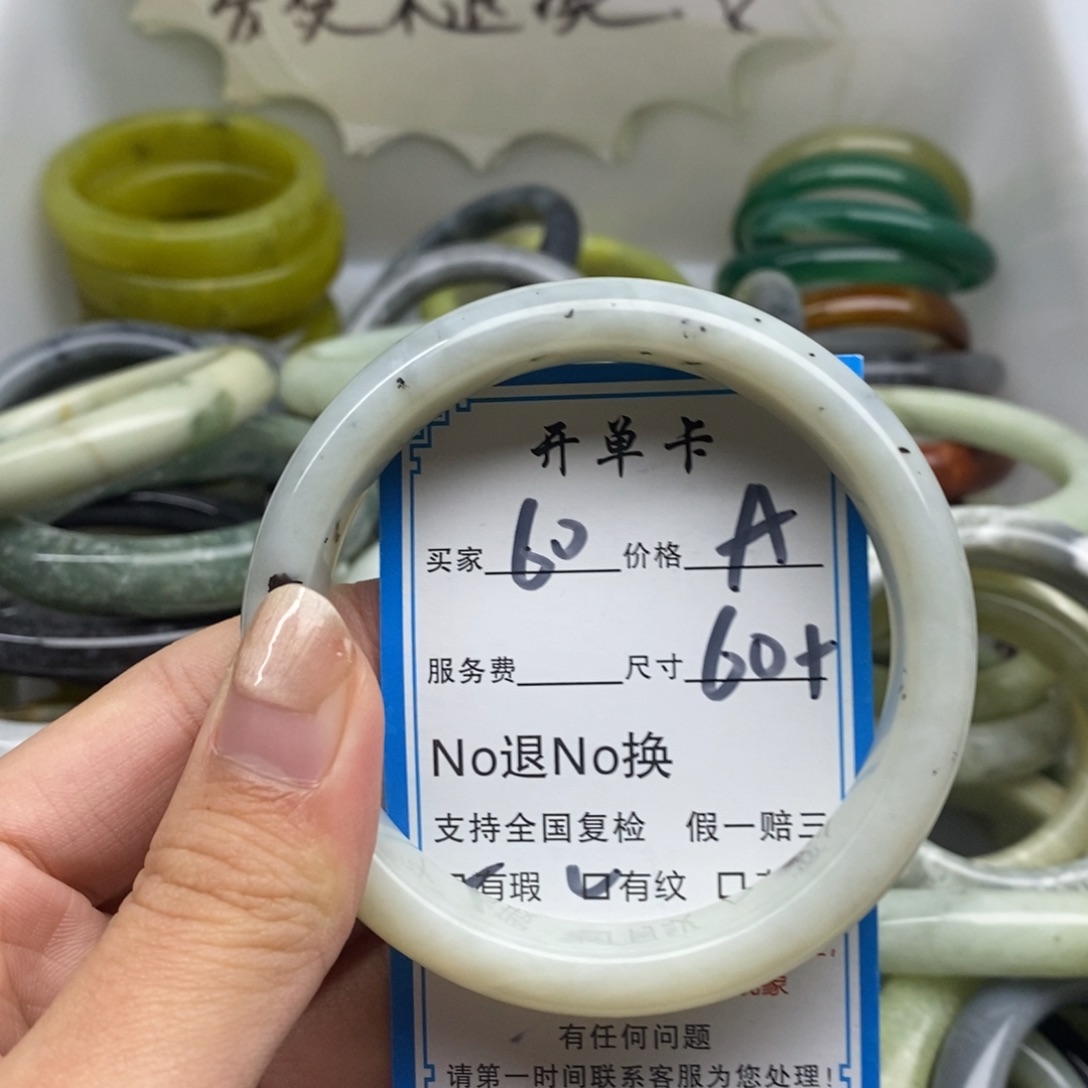 开单卡
买家 60 价格 A
服务费 尺寸 60+
No退No换
支持全国复检 假一赔三
有瑕 有纹
有任何问题
请第一时间联系客服为您处理!